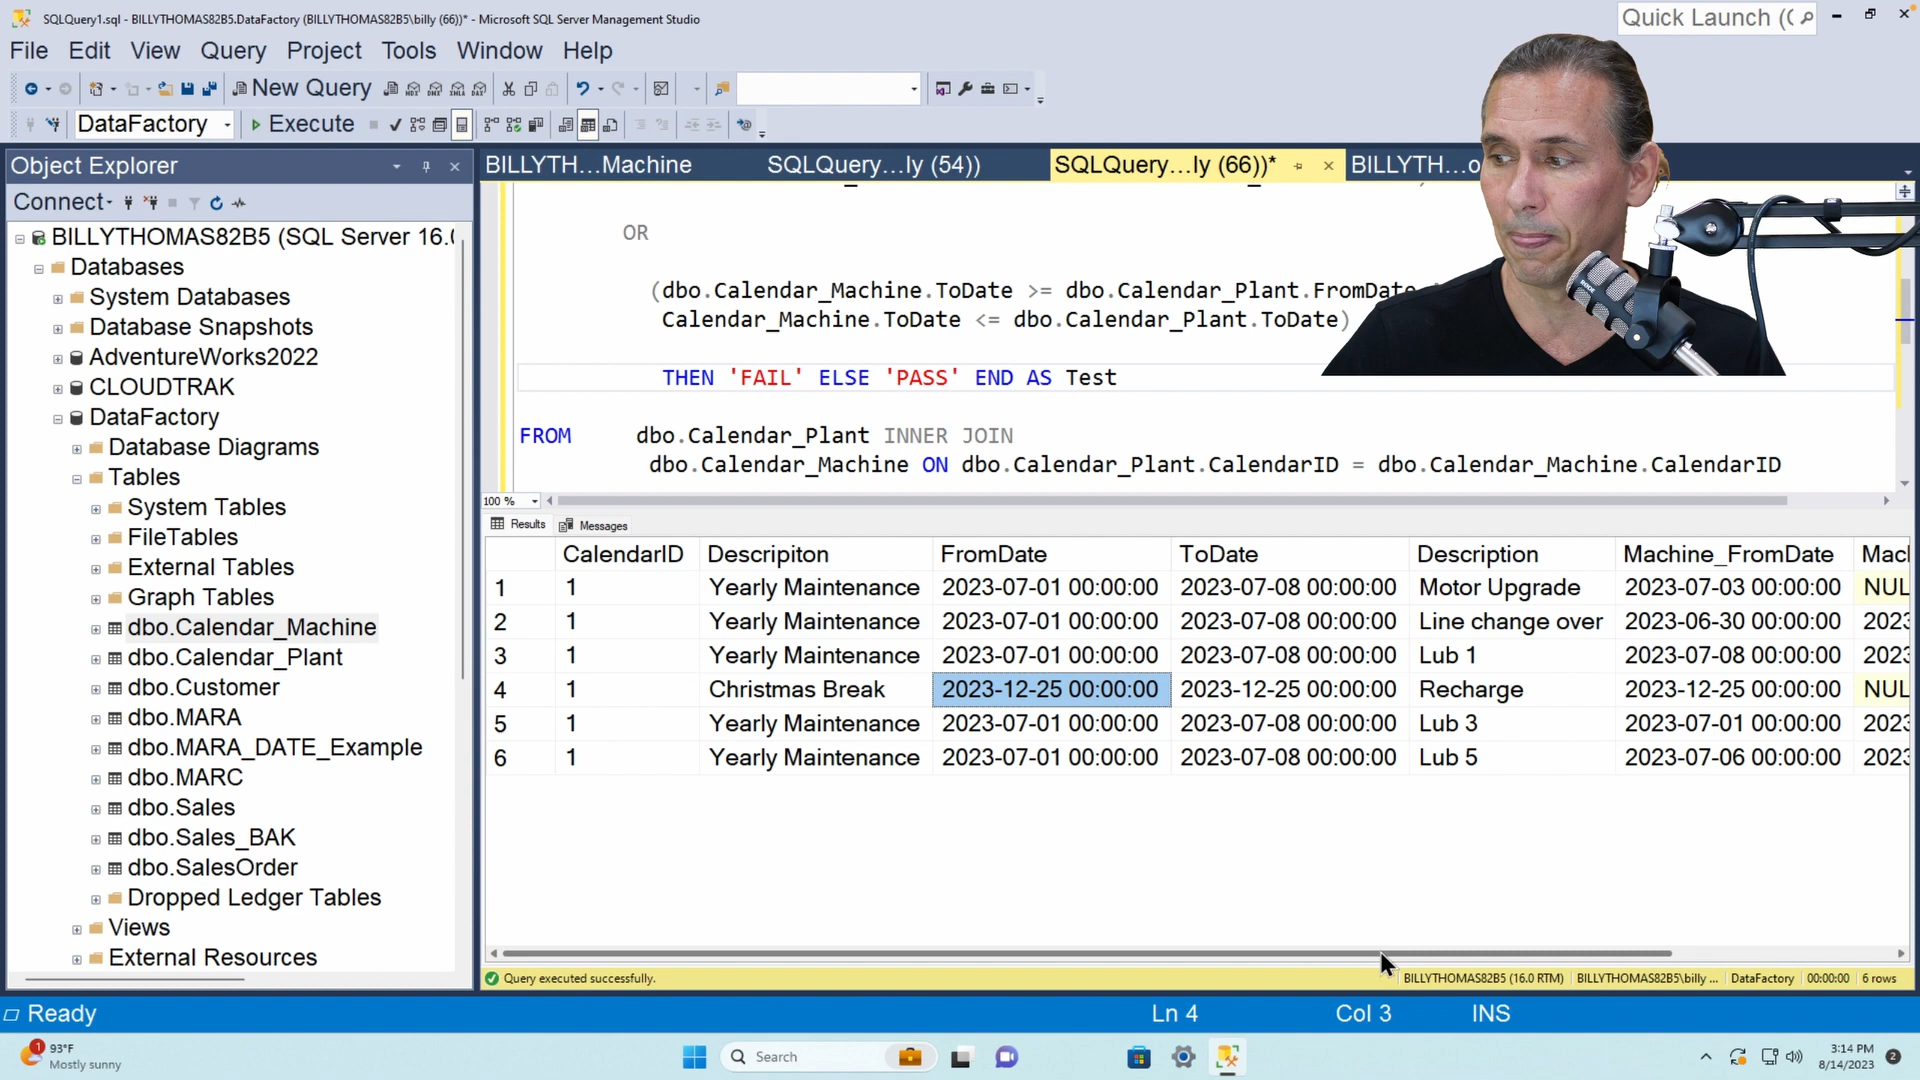 SQLQuery1.sql - BILLYTHOMAS82B5.DataFactory (BILLYTHOMAS82B5\billy (66))* - Microsoft SQL Server Management Studio
Quick Launch (
File Edit View Query Project Tools Window Help
New Query
DataFactory Execute
Object Explorer
BILLYTH...Machine SQLQuery...ly (54)) SQLQuery...ly (66))* BILLYTH...o
Connect
BILLYTHOMAS82B5 (SQL Server 16.0
Databases
System Databases
Database Snapshots
AdventureWorks2022
CLOUDTRAK
DataFactory
Database Diagrams
Tables
System Tables
FileTables
External Tables
Graph Tables
dbo.Calendar_Machine
dbo.Calendar_Plant
dbo.Customer
dbo.MARA
dbo.MARA_DATE_Example
dbo.MARC
dbo.Sales
dbo.Sales_BAK
dbo.SalesOrder
Dropped Ledger Tables
Views
External Resources
OR
(dbo.Calendar_Machine.ToDate >= dbo.Calendar_Plant.FromDate
Calendar_Machine.ToDate <= dbo.Calendar_Plant.ToDate)
THEN 'FAIL' ELSE 'PASS' END AS Test
FROM dbo.Calendar_Plant INNER JOIN
dbo.Calendar_Machine ON dbo.Calendar_Plant.CalendarID = dbo.Calendar_Machine.CalendarID
100 %
Results Messages
CalendarID Descripiton FromDate ToDate Description Machine_FromDate Macl
1 1 Yearly Maintenance 2023-07-01 00:00:00 2023-07-08 00:00:00 Motor Upgrade 2023-07-03 00:00:00 NUL
2 1 Yearly Maintenance 2023-07-01 00:00:00 2023-07-08 00:00:00 Line change over 2023-06-30 00:00:00 2023
3 1 Yearly Maintenance 2023-07-01 00:00:00 2023-07-08 00:00:00 Lub 1 2023-07-08 00:00:00 2023
4 1 Christmas Break 2023-12-25 00:00:00 2023-12-25 00:00:00 Recharge 2023-12-25 00:00:00 NUL
5 1 Yearly Maintenance 2023-07-01 00:00:00 2023-07-08 00:00:00 Lub 3 2023-07-01 00:00:00 2023
6 1 Yearly Maintenance 2023-07-01 00:00:00 2023-07-08 00:00:00 Lub 5 2023-07-06 00:00:00 2023
Query executed successfully. BILLYTHOMAS82B5 (16.0 RTM) BILLYTHOMAS82B5\billy ... DataFactory 00:00:00 6 rows
Ready Ln 4 Col 3 INS
1 93°F
Mostly sunny
Search
3:14 PM
8/14/2023
2